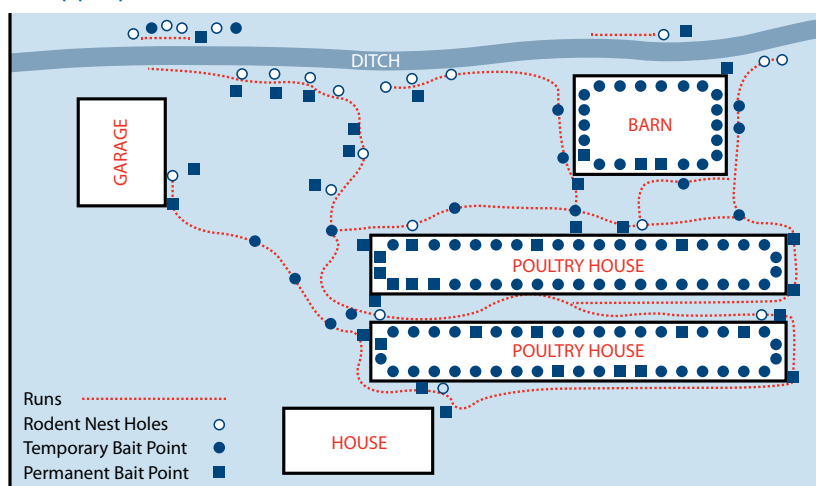 DITCH
GARAGE
BARN
POULTRY HOUSE
POULTRY HOUSE
HOUSE
Runs
Rodent Nest Holes
Temporary Bait Point
Permanent Bait Point